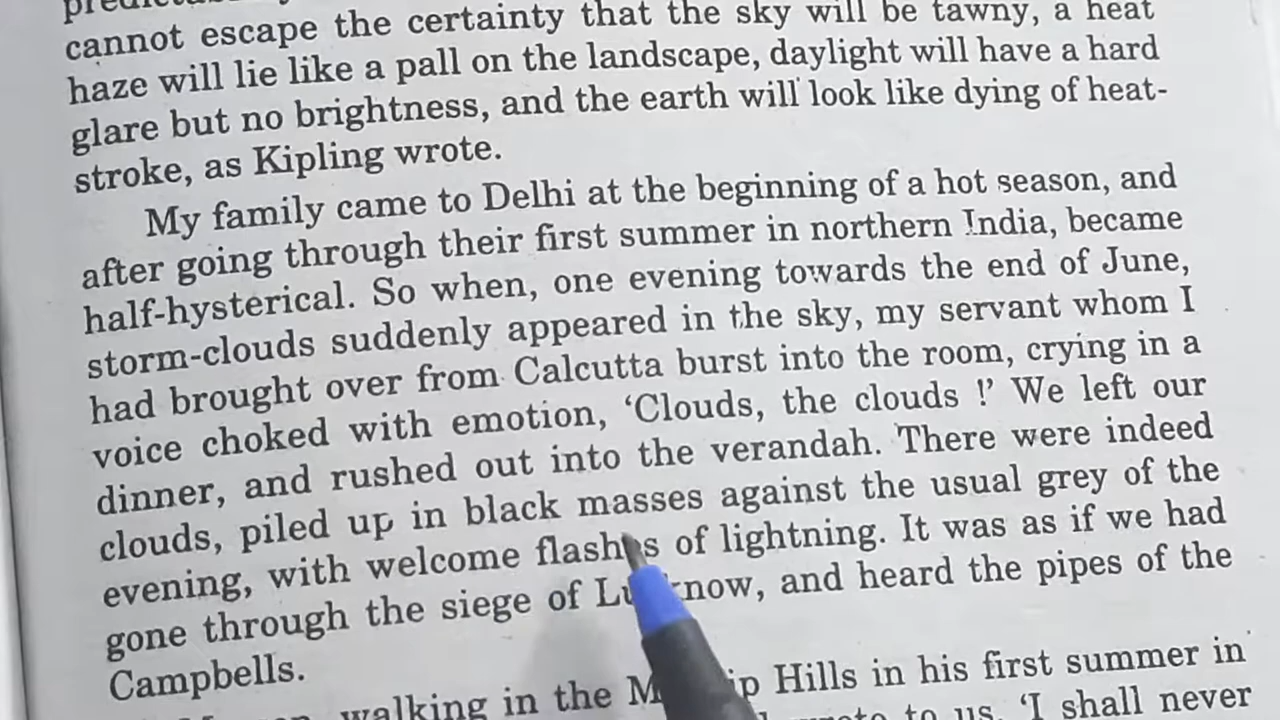 cannot escape the certainty that the sky will be tawny, a heat
haze will lie like a pall on the landscape, daylight will have a hard
glare but no brightness, and the earth will look like dying of heat-
stroke, as Kipling wrote.
My family came to Delhi at the beginning of a hot season, and
after going through their first summer in northern India, became
half-hysterical. So when, one evening towards the end of June,
storm-clouds suddenly appeared in the sky, my servant whom I
had brought over from Calcutta burst into the room, crying in a
voice choked with emotion, ‘Clouds, the clouds !’ We left our
dinner, and rushed out into the verandah. There were indeed
clouds, piled up in black masses against the usual grey of the
evening, with welcome flashes of lightning. It was as if we had
gone through the siege of Lucknow, and heard the pipes of the
Campbells.
walking in the Hills in his first summer in
to us, ‘I shall never